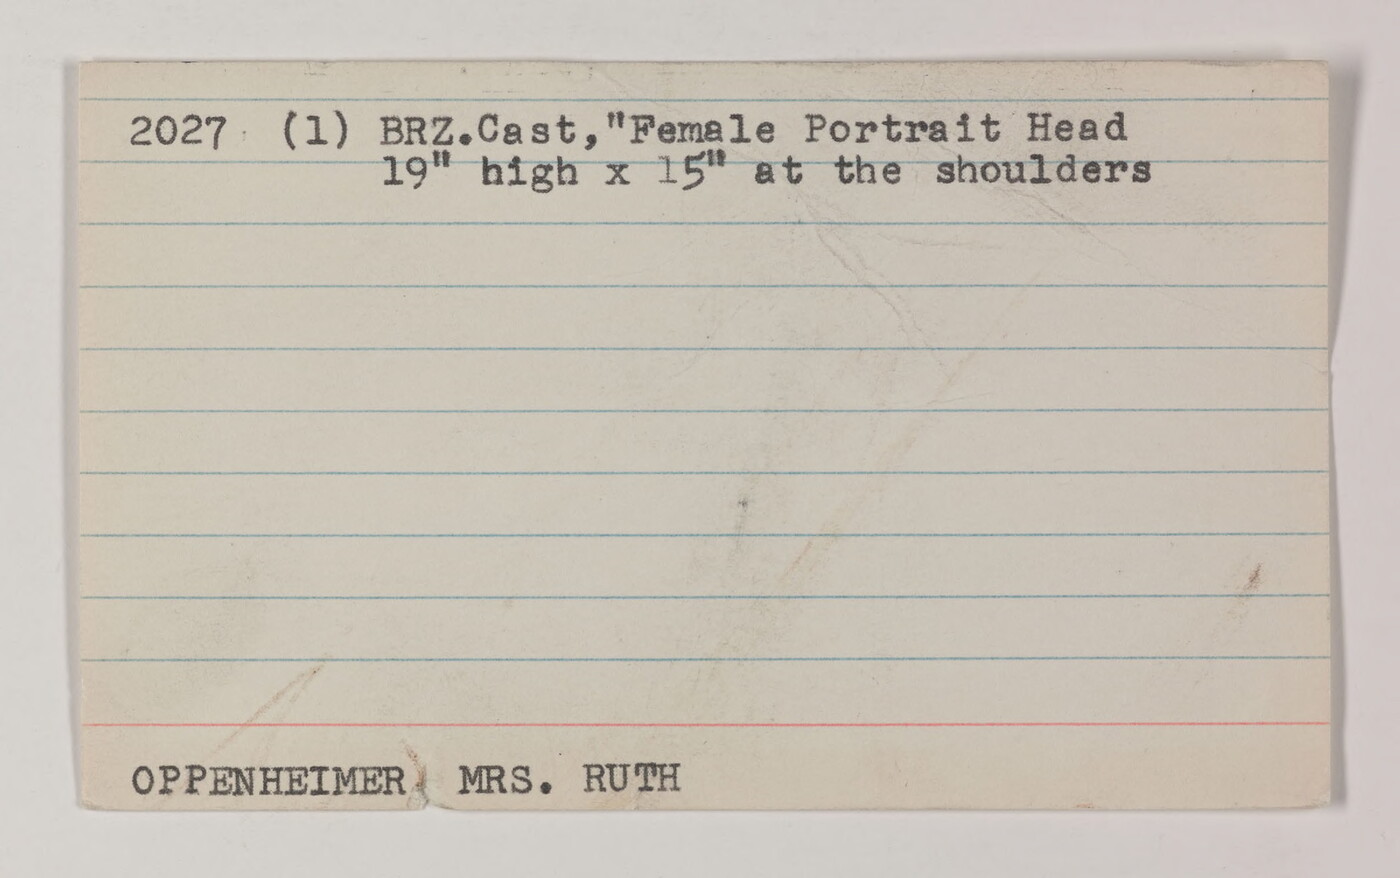 2027 (1) BRZ.Cast,"Female Portrait Head
19" high x 15" at the shoulders
OPPENHEIMER MRS. RUTH